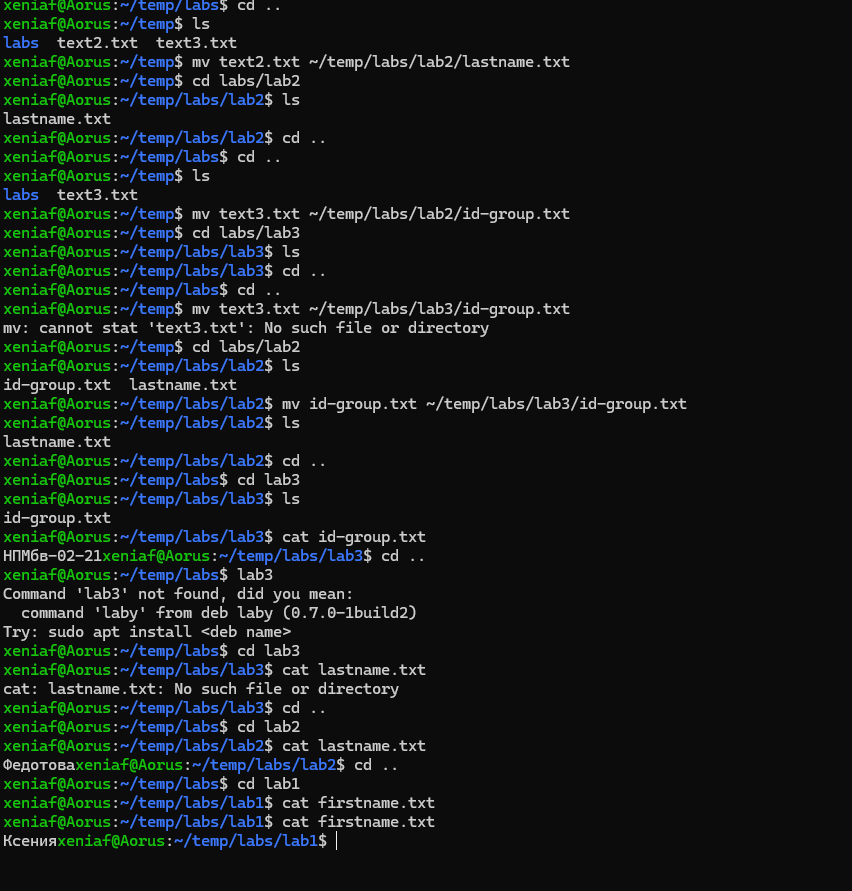 xeniaf@Aorus:~/temp/labs$ cd ..
xeniaf@Aorus:~/temp$ ls
labs  text2.txt  text3.txt
xeniaf@Aorus:~/temp$ mv text2.txt ~/temp/labs/lab2/lastname.txt
xeniaf@Aorus:~/temp$ cd labs/lab2
xeniaf@Aorus:~/temp/labs/lab2$ ls
lastname.txt
xeniaf@Aorus:~/temp/labs/lab2$ cd ..
xeniaf@Aorus:~/temp/labs$ cd ..
xeniaf@Aorus:~/temp$ ls
labs  text3.txt
xeniaf@Aorus:~/temp$ mv text3.txt ~/temp/labs/lab2/id-group.txt
xeniaf@Aorus:~/temp$ cd labs/lab3
xeniaf@Aorus:~/temp/labs/lab3$ ls
xeniaf@Aorus:~/temp/labs/lab3$ cd ..
xeniaf@Aorus:~/temp/labs$ cd ..
xeniaf@Aorus:~/temp$ mv text3.txt ~/temp/labs/lab3/id-group.txt
mv: cannot stat 'text3.txt': No such file or directory
xeniaf@Aorus:~/temp$ cd labs/lab2
xeniaf@Aorus:~/temp/labs/lab2$ ls
id-group.txt  lastname.txt
xeniaf@Aorus:~/temp/labs/lab2$ mv id-group.txt ~/temp/labs/lab3/id-group.txt
xeniaf@Aorus:~/temp/labs/lab2$ ls
lastname.txt
xeniaf@Aorus:~/temp/labs/lab2$ cd ..
xeniaf@Aorus:~/temp/labs$ cd lab3
xeniaf@Aorus:~/temp/labs/lab3$ ls
id-group.txt
xeniaf@Aorus:~/temp/labs/lab3$ cat id-group.txt
НПМбв-02-21xeniaf@Aorus:~/temp/labs/lab3$ cd ..
xeniaf@Aorus:~/temp/labs$ lab3
Command 'lab3' not found, did you mean:
  command 'laby' from deb laby (0.7.0-1build2)
Try: sudo apt install <deb name>
xeniaf@Aorus:~/temp/labs$ cd lab3
xeniaf@Aorus:~/temp/labs/lab3$ cat lastname.txt
cat: lastname.txt: No such file or directory
xeniaf@Aorus:~/temp/labs/lab3$ cd ..
xeniaf@Aorus:~/temp/labs$ cd lab2
xeniaf@Aorus:~/temp/labs/lab2$ cat lastname.txt
Федотоваxeniaf@Aorus:~/temp/labs/lab2$ cd ..
xeniaf@Aorus:~/temp/labs$ cd lab1
xeniaf@Aorus:~/temp/labs/lab1$ cat firstname.txt
xeniaf@Aorus:~/temp/labs/lab1$ cat firstname.txt
Ксенияxeniaf@Aorus:~/temp/labs/lab1$